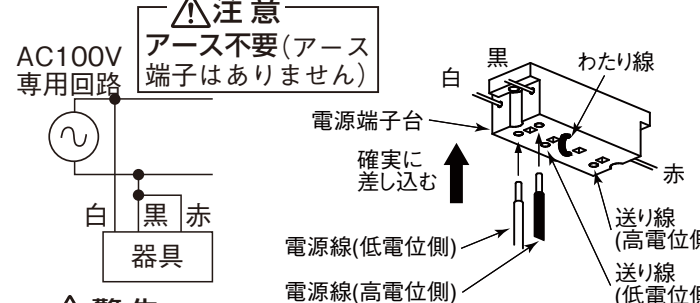 ⚠注意
アース不要(アース
端子はありません)
AC100V
専用回路
白
黒
赤
器具
黒
白
わたり線
電源端子台
確実に
差し込む
赤
電源線(低電位側)
電源線(高電位側)
送り線
(高電位側
送り線
(低電位側